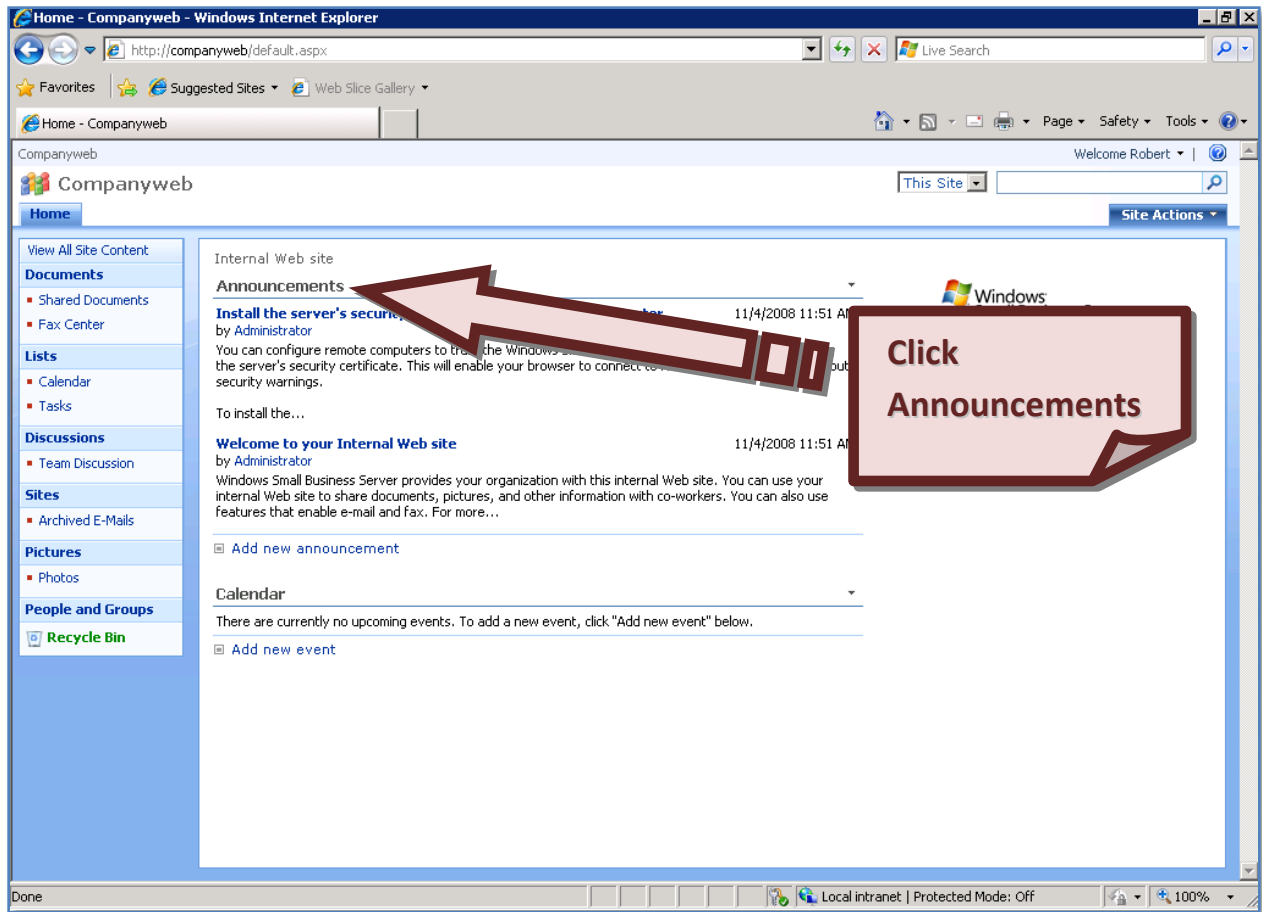 Home - Companyweb - Windows Internet Explorer
http://companyweb/default.aspx
Live Search
Favorites Suggested Sites Web Slice Gallery
Home - Companyweb
Page Safety Tools
Companyweb
Welcome Robert |
Companyweb
This Site
Home
Site Actions
View All Site Content
Documents
Shared Documents
Fax Center
Lists
Calendar
Tasks
Discussions
Team Discussion
Sites
Archived E-Mails
Pictures
Photos
People and Groups
Recycle Bin
Internal Web site
Announcements
Install the server's 11/4/2008 11:51
by Administrator
You can configure remote computers to the
the server's security certificate. This will enable your browser to connect to
security warnings.
To install the...
Welcome to your Internal Web site 11/4/2008 11:51
by Administrator
Windows Small Business Server provides your organization with this internal Web site. You can use your
internal Web site to share documents, pictures, and other information with co-workers. You can also use
features that enable e-mail and fax. For more...
Add new announcement
Calendar
There are currently no upcoming events. To add a new event, click "Add new event" below.
Add new event
Windows
Click
Announcements
Done
Local intranet | Protected Mode: Off
100%